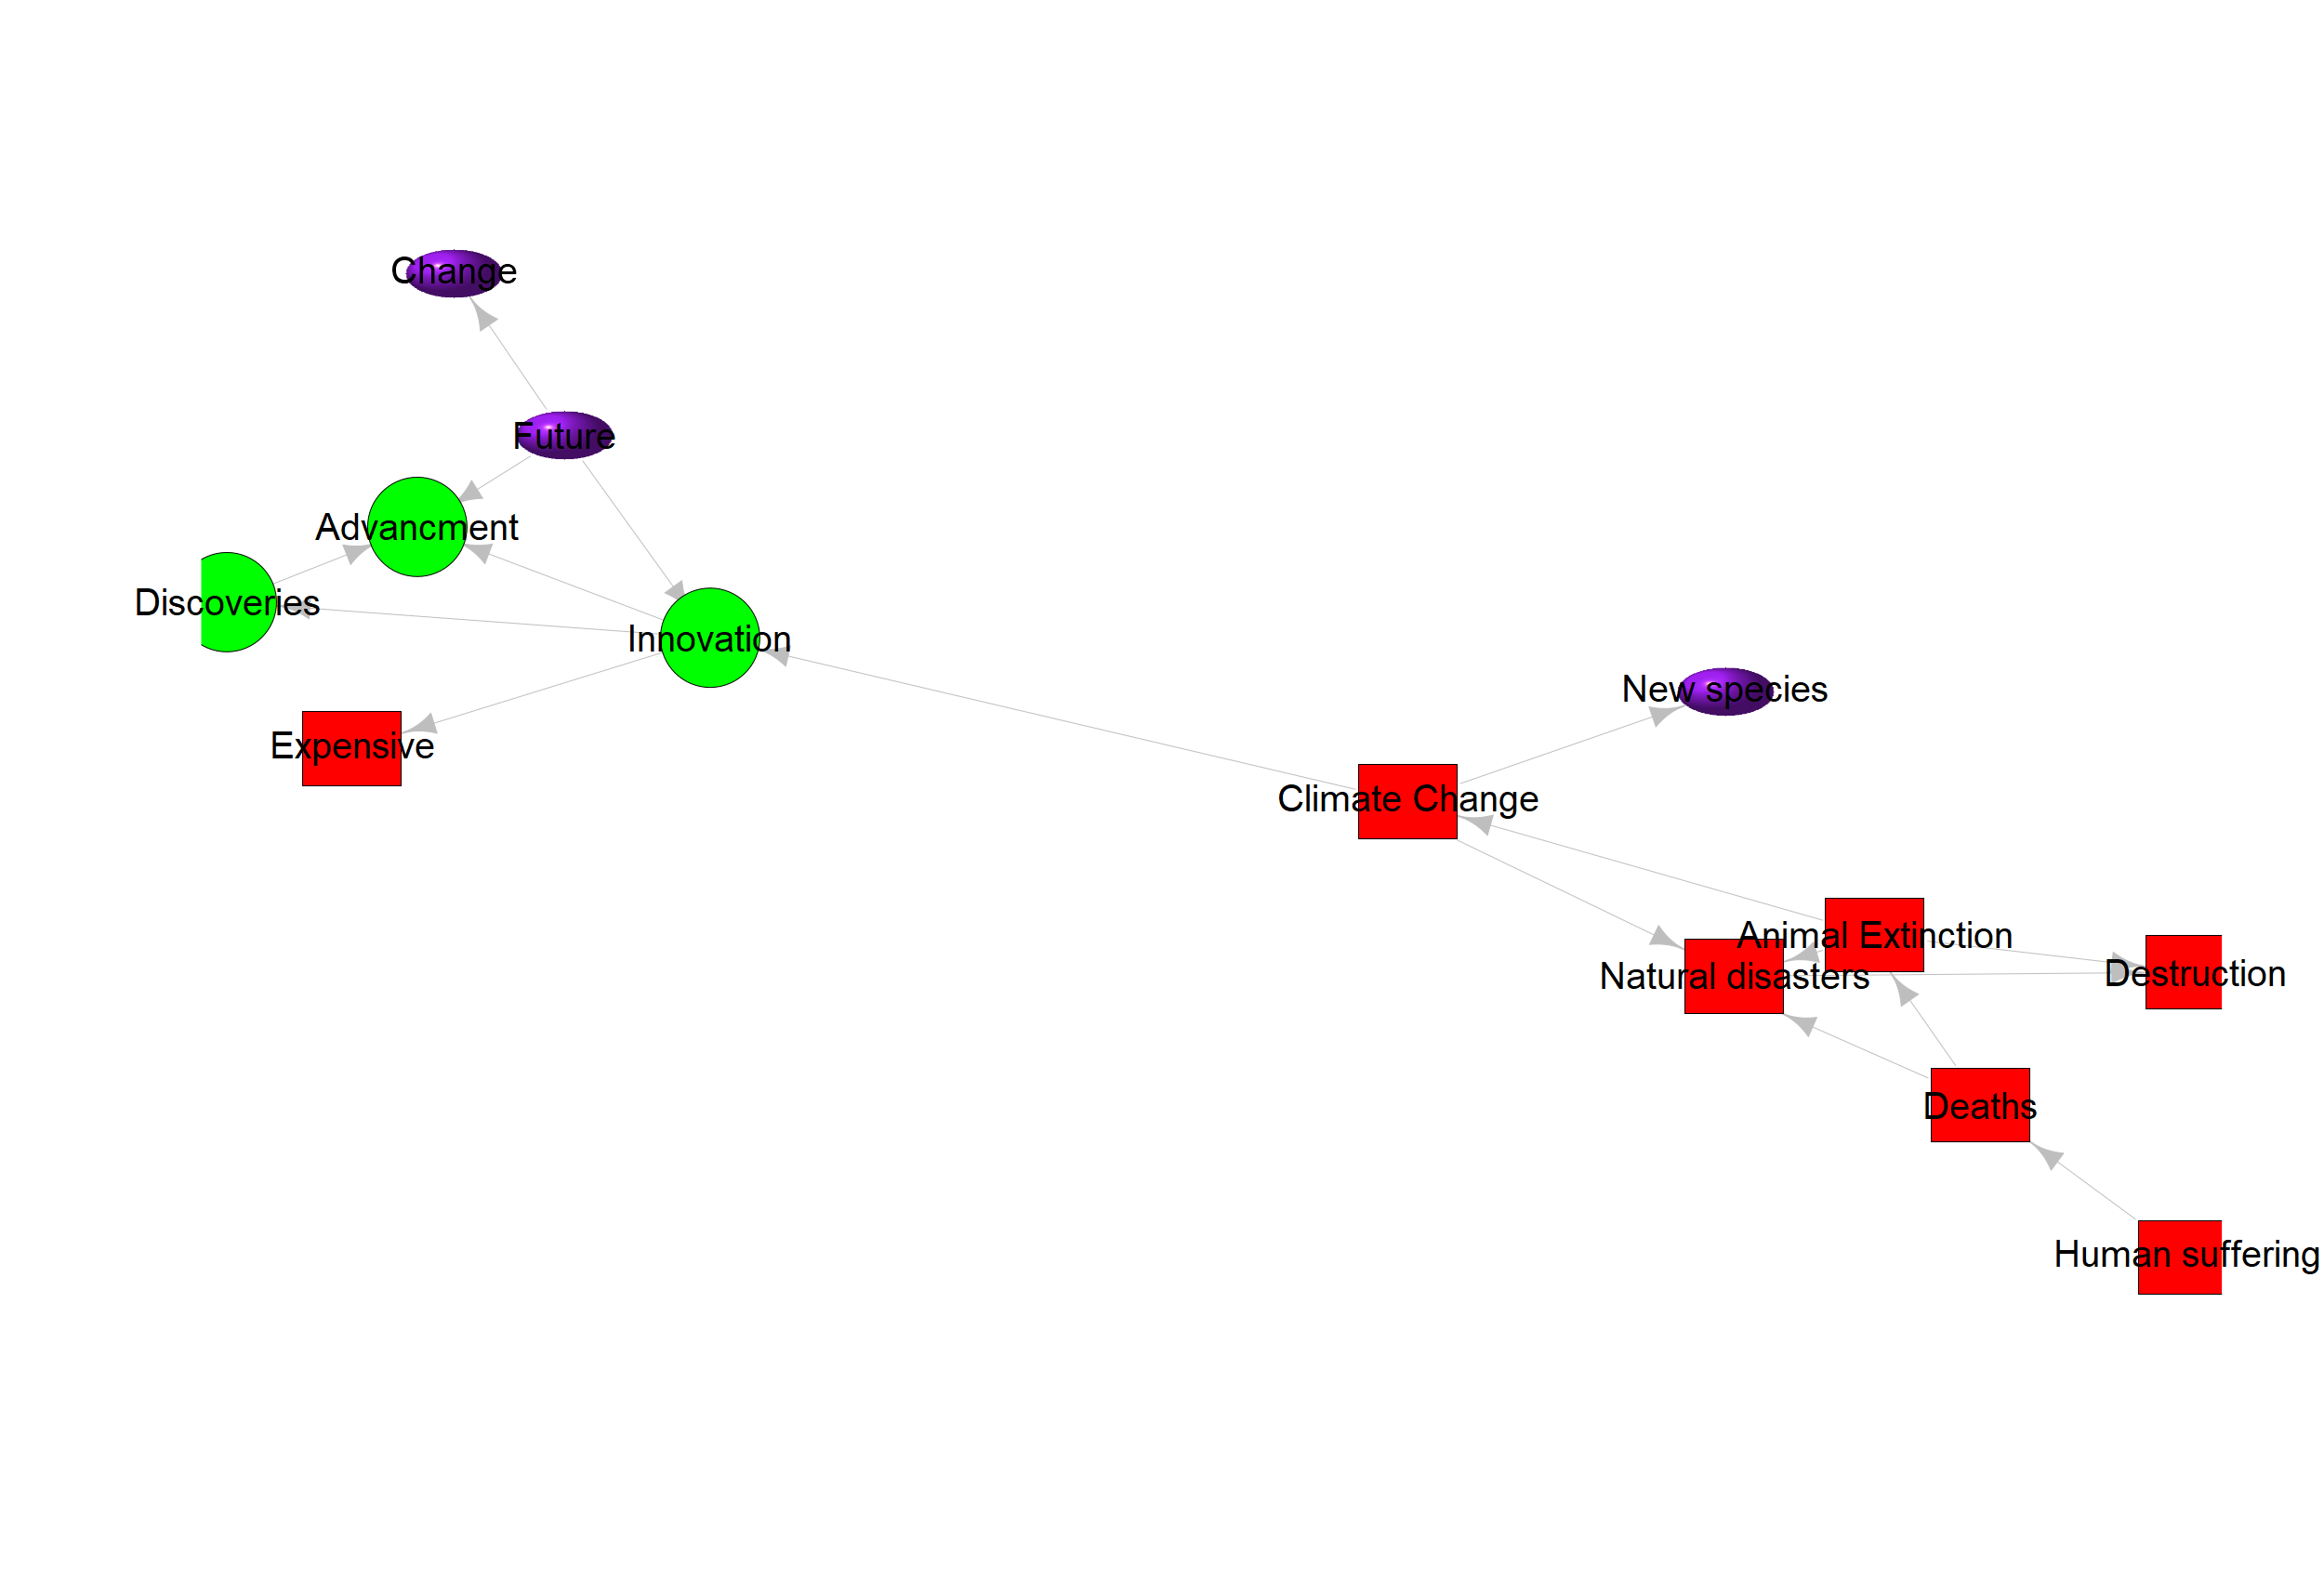 Change
Future
Advancment
Discoveries
Innovation
New species
Expensive
Climate Change
Animal Extinction
Natural disasters
Destruction
Deaths
Human suffering